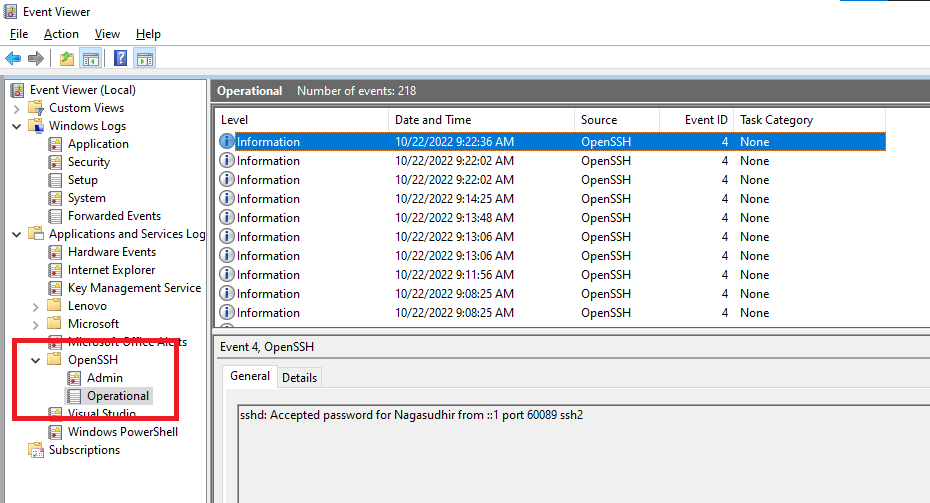 Event Viewer
File Action View Help
Event Viewer (Local)
Custom Views
Windows Logs
Application
Security
Setup
System
Forwarded Events
Applications and Services Log
Hardware Events
Internet Explorer
Key Management Service
Lenovo
Microsoft
Microsoft Office Alerts
OpenSSH
Admin
Operational
Visual Studio
Windows PowerShell
Subscriptions
Operational Number of events: 218
Level Date and Time Source Event ID Task Category
Information 10/22/2022 9:22:36 AM OpenSSH 4 None
Information 10/22/2022 9:22:02 AM OpenSSH 4 None
Information 10/22/2022 9:22:02 AM OpenSSH 4 None
Information 10/22/2022 9:14:25 AM OpenSSH 4 None
Information 10/22/2022 9:13:48 AM OpenSSH 4 None
Information 10/22/2022 9:13:06 AM OpenSSH 4 None
Information 10/22/2022 9:13:06 AM OpenSSH 4 None
Information 10/22/2022 9:11:56 AM OpenSSH 4 None
Information 10/22/2022 9:08:25 AM OpenSSH 4 None
Information 10/22/2022 9:08:25 AM OpenSSH 4 None
Event 4, OpenSSH
General Details
sshd: Accepted password for Nagasudhir from ::1 port 60089 ssh2